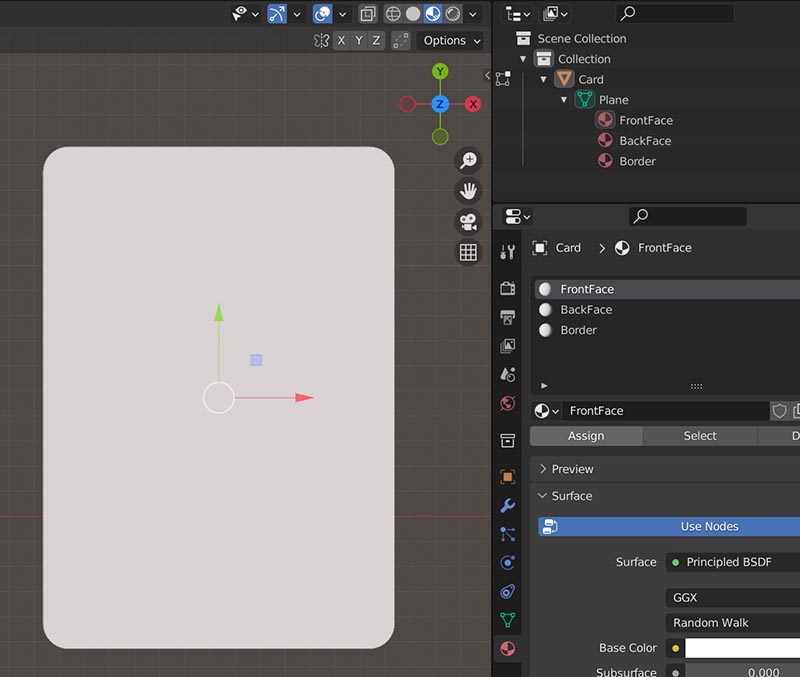 X Y Z Options
Y
Z X
Scene Collection
Collection
Card
Plane
FrontFace
BackFace
Border
Card > FrontFace
FrontFace
BackFace
Border
FrontFace
Assign Select D
Preview
Surface
Use Nodes
Surface Principled BSDF
GGX
Random Walk
Base Color
Subsurface 0.000